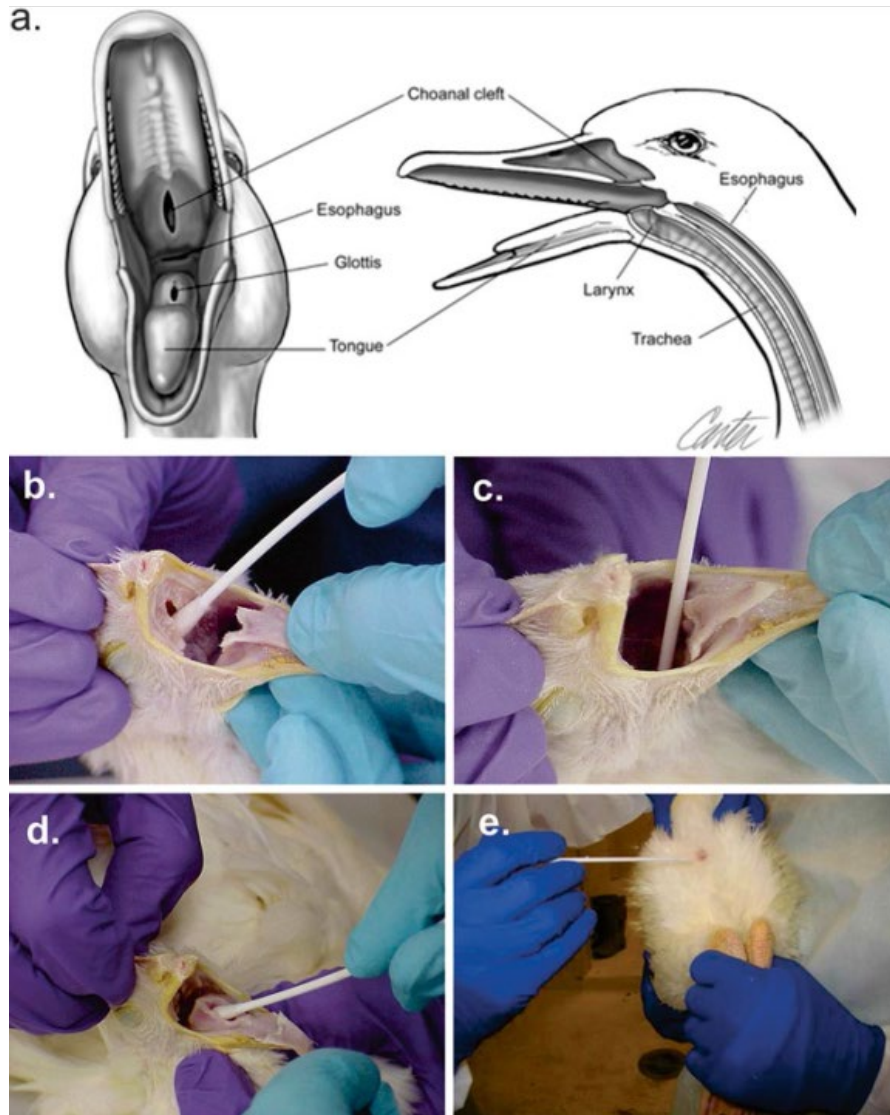 a.
Choanal cleft
Esophagus
Esophagus
Glottis
Larynx
Tongue
Trachea
Carter
b.
c.
d.
e.